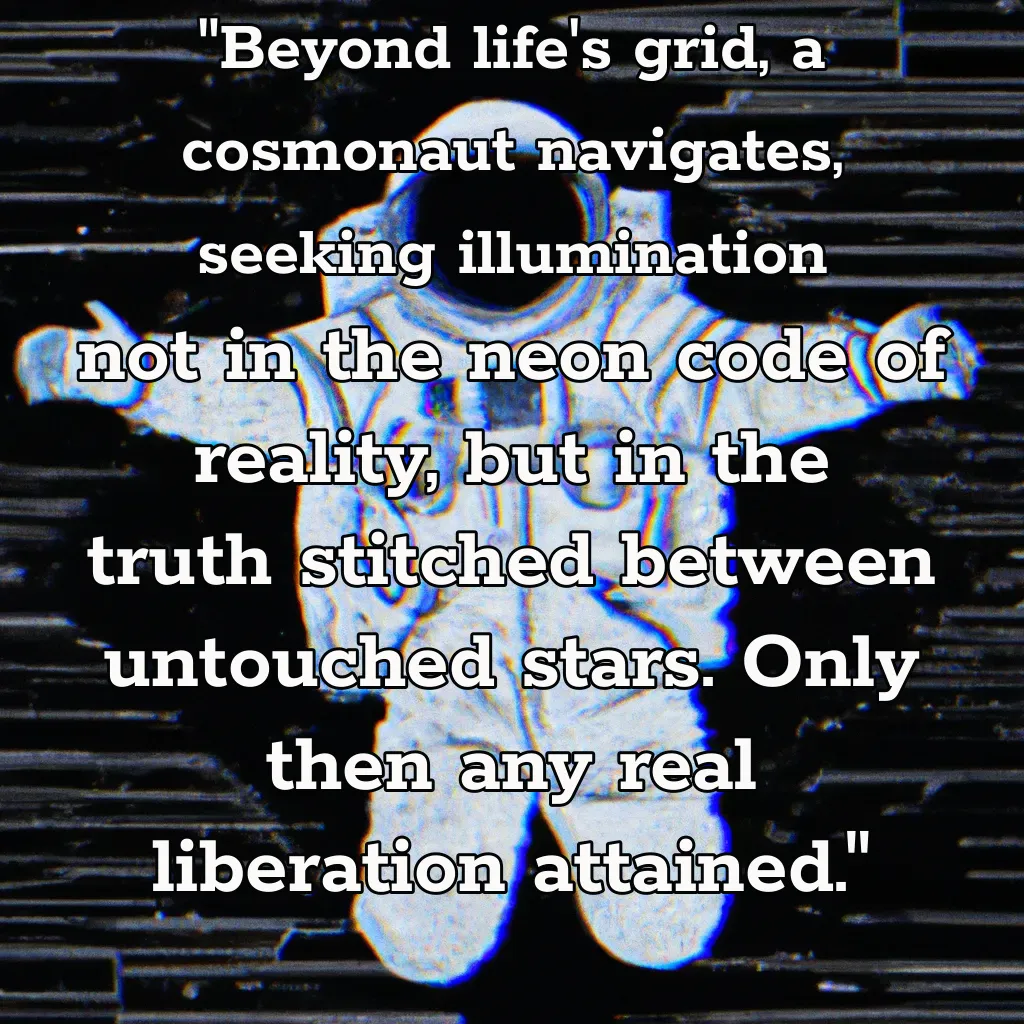 "Beyond life's grid, a
cosmonaut navigates,
seeking illumination
not in the neon code of
reality, but in the
truth stitched between
untouched stars. Only
then any real
liberation attained."